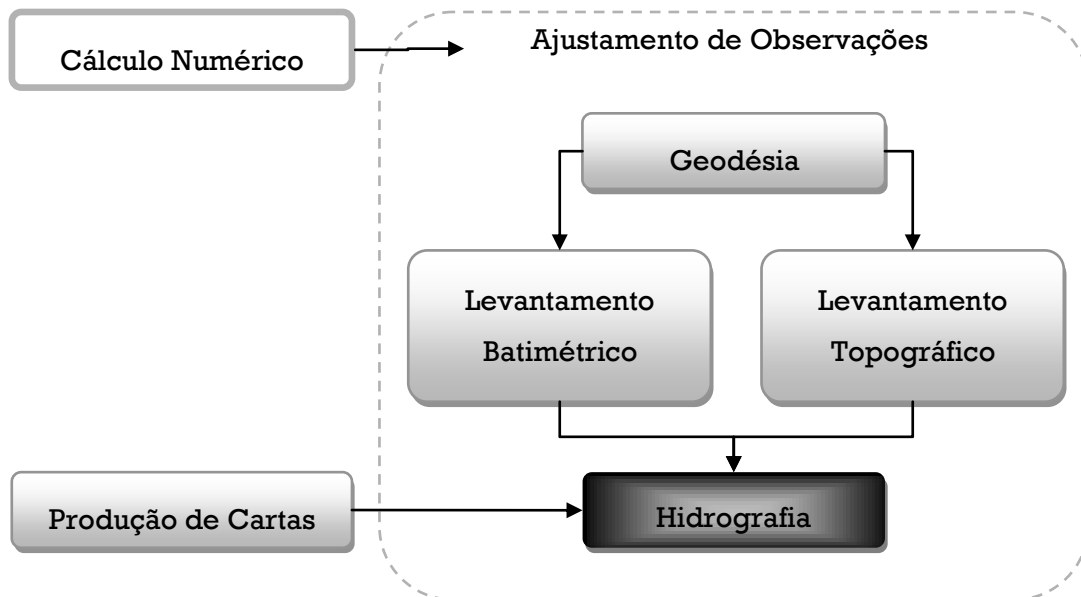 Cálculo Numérico
Ajustamento de Observações
Geodésia
Levantamento
Batimétrico
Levantamento
Topográfico
Produção de Cartas
Hidrografia